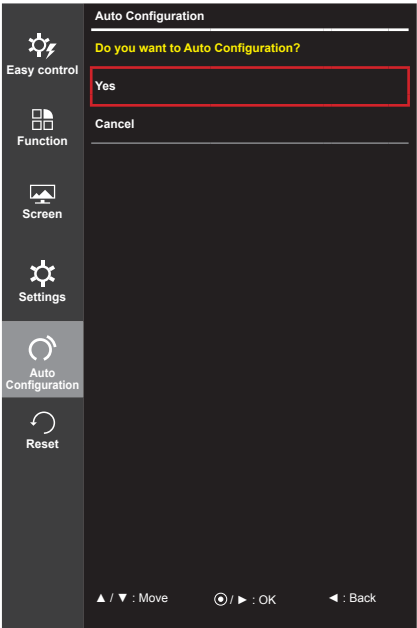 Auto Configuration
Easy control
Do you want to Auto Configuration?
Yes
Cancel
Function
Screen
Settings
Auto
Configuration
Reset
▲ / ▼ : Move ⦿ / ► : OK ◄ : Back